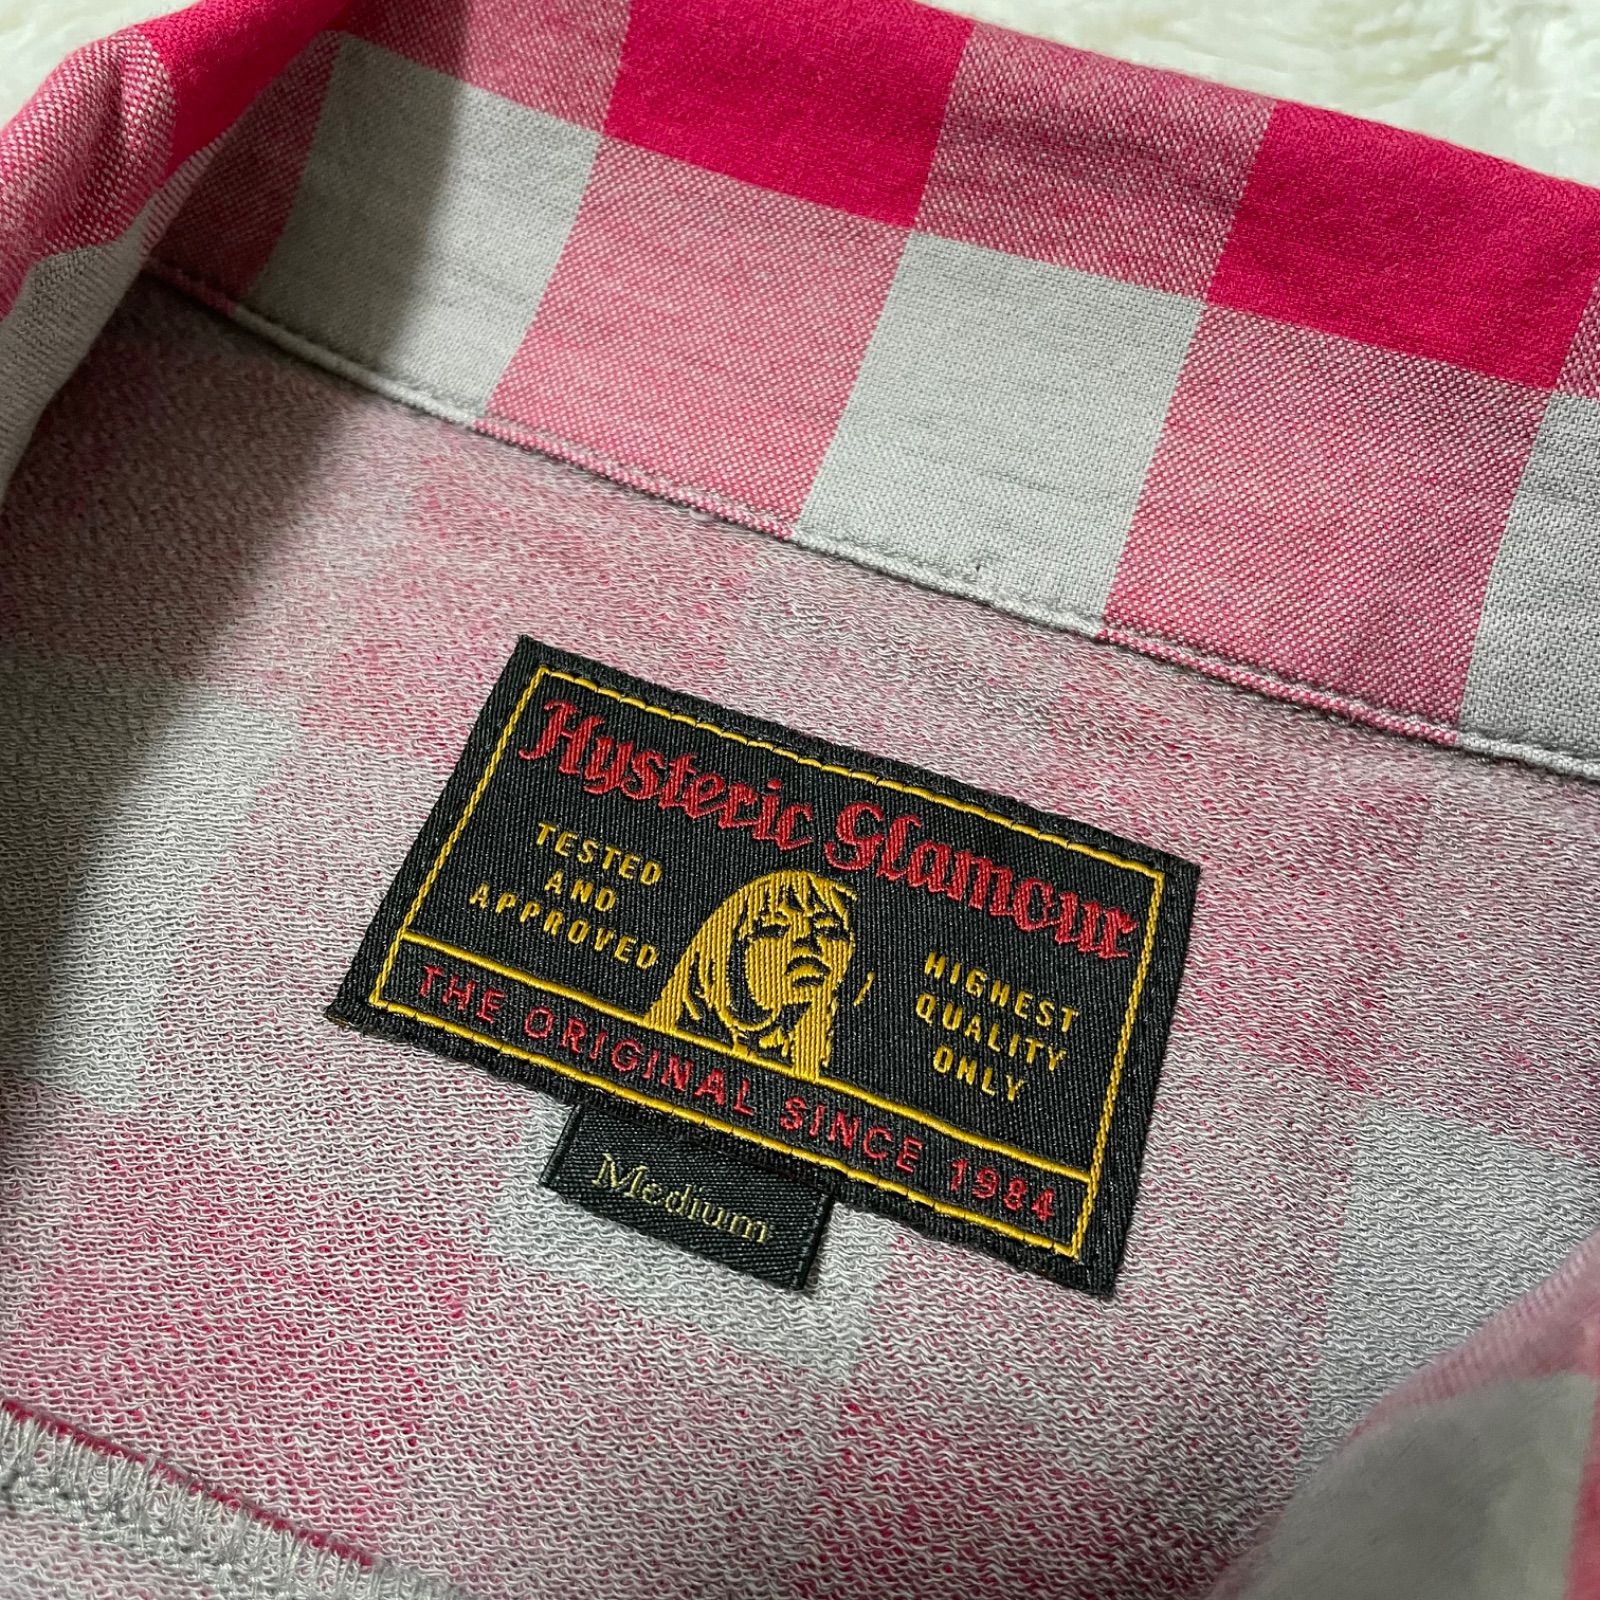 Hysteric Glamour
TESTED
AND
APPROVED
HIGHEST
QUALITY
ONLY
THE ORIGINAL SINCE 1984
Medium